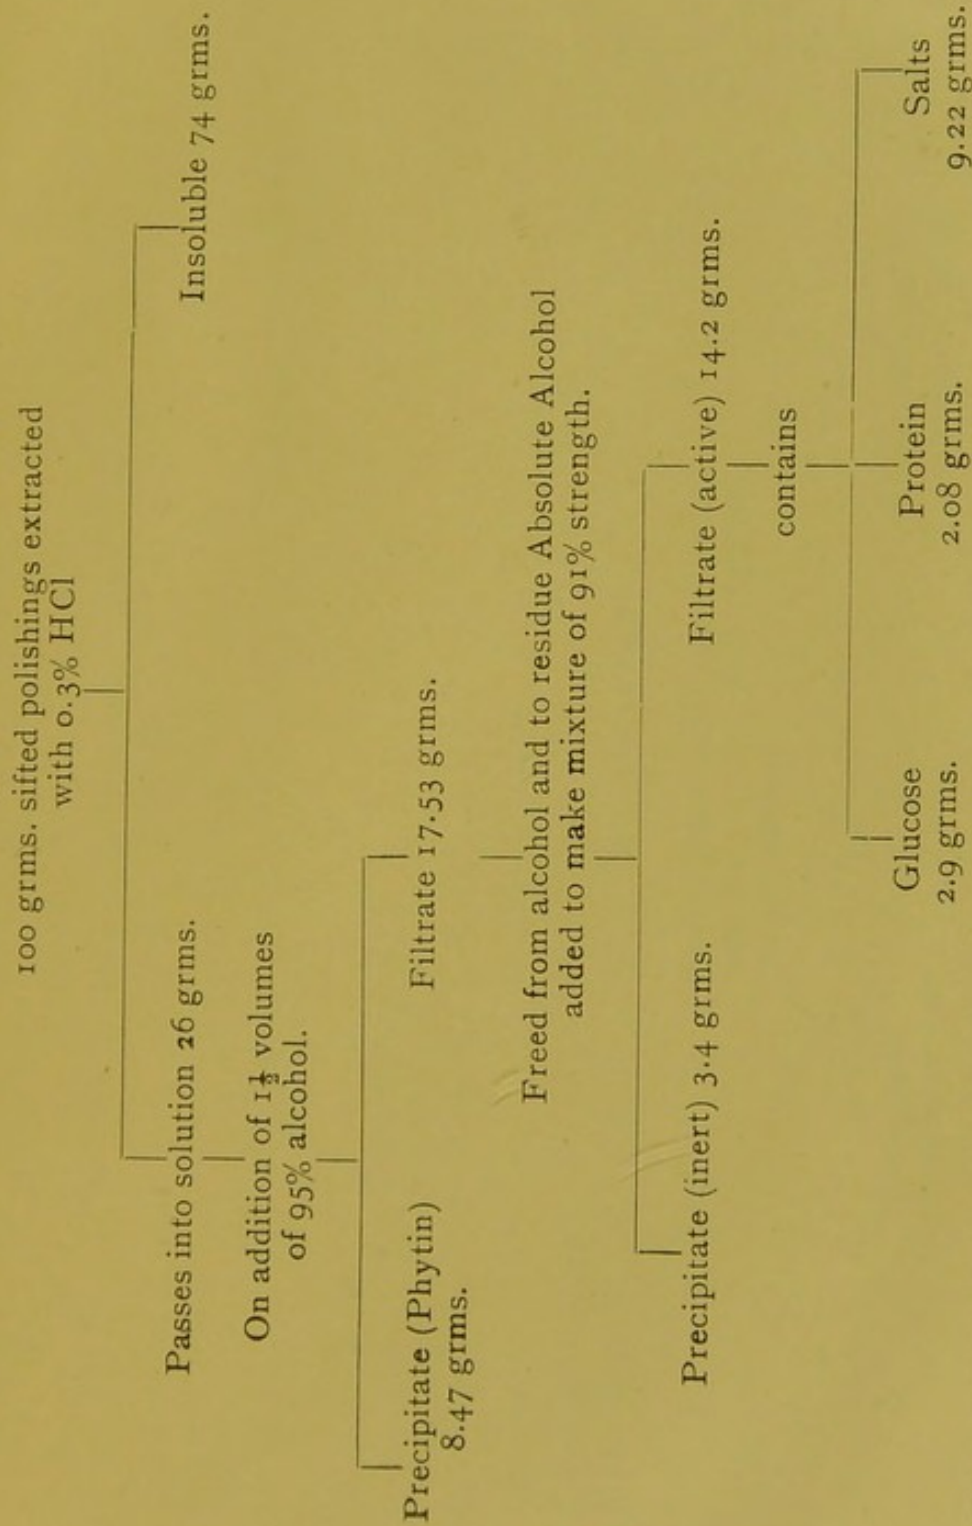 100 grms. sifted polishings extracted
with 0.3% HCl
Passes into solution 26 grms.
Insoluble 74 grms.
On addition of 1½ volumes
of 95% alcohol.
Precipitate (Phytin)
8.47 grms.
Filtrate 17.53 grms.
Freed from alcohol and to residue Absolute Alcohol
added to make mixture of 91% strength.
Precipitate (inert) 3.4 grms.
Filtrate (active) 14.2 grms.
contains
Glucose
2.9 grms.
Protein
2.08 grms.
Salts
9.22 grms.